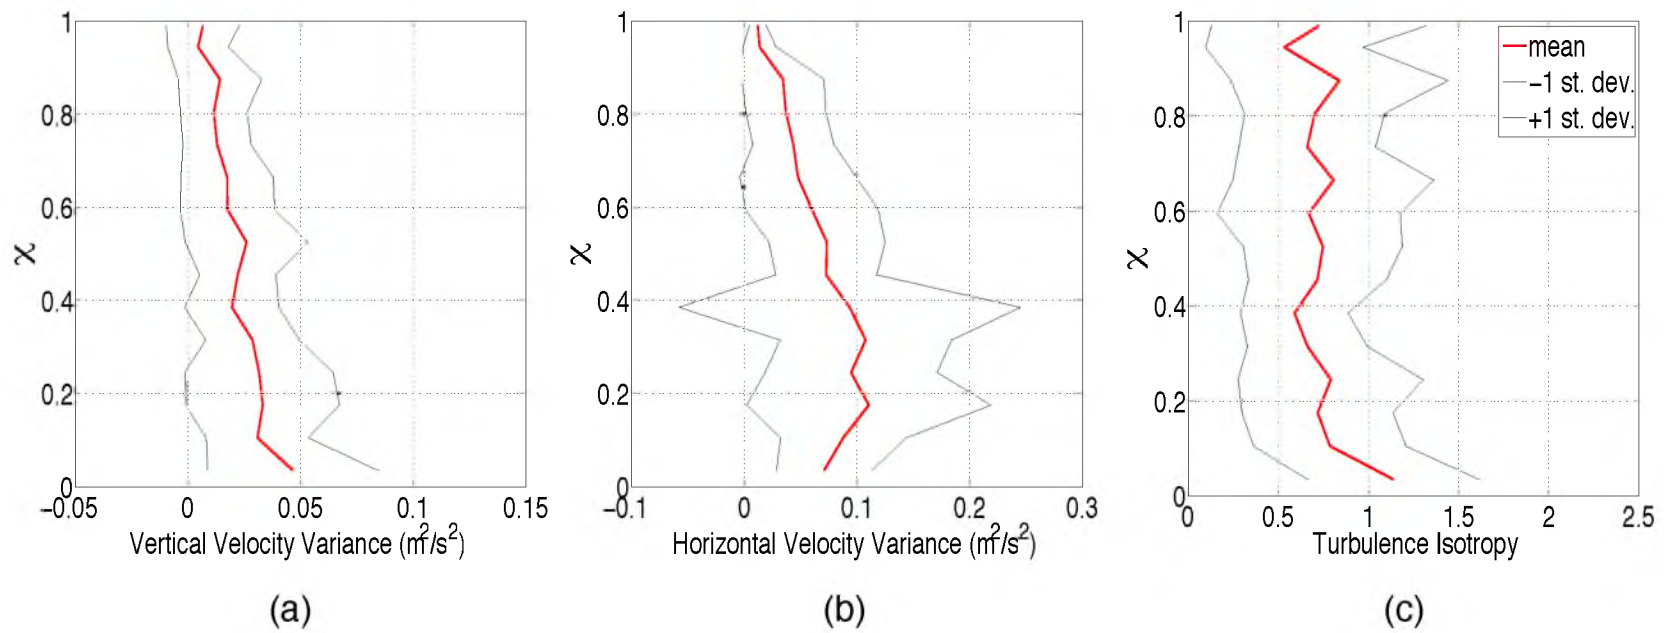 1
0.8
0.6
0.4
0.2
0
χ
−0.05
0
0.05
0.1
0.15
Vertical Velocity Variance (m²/s²)
(a)
1
0.8
0.6
0.4
0.2
0
χ
−0.1
0
0.1
0.2
0.3
Horizontal Velocity Variance (m²/s²)
(b)
1
0.8
0.6
0.4
0.2
0
χ
0
0.5
1
1.5
2
2.5
Turbulence Isotropy
mean
−1 st. dev.
+1 st. dev.
(c)